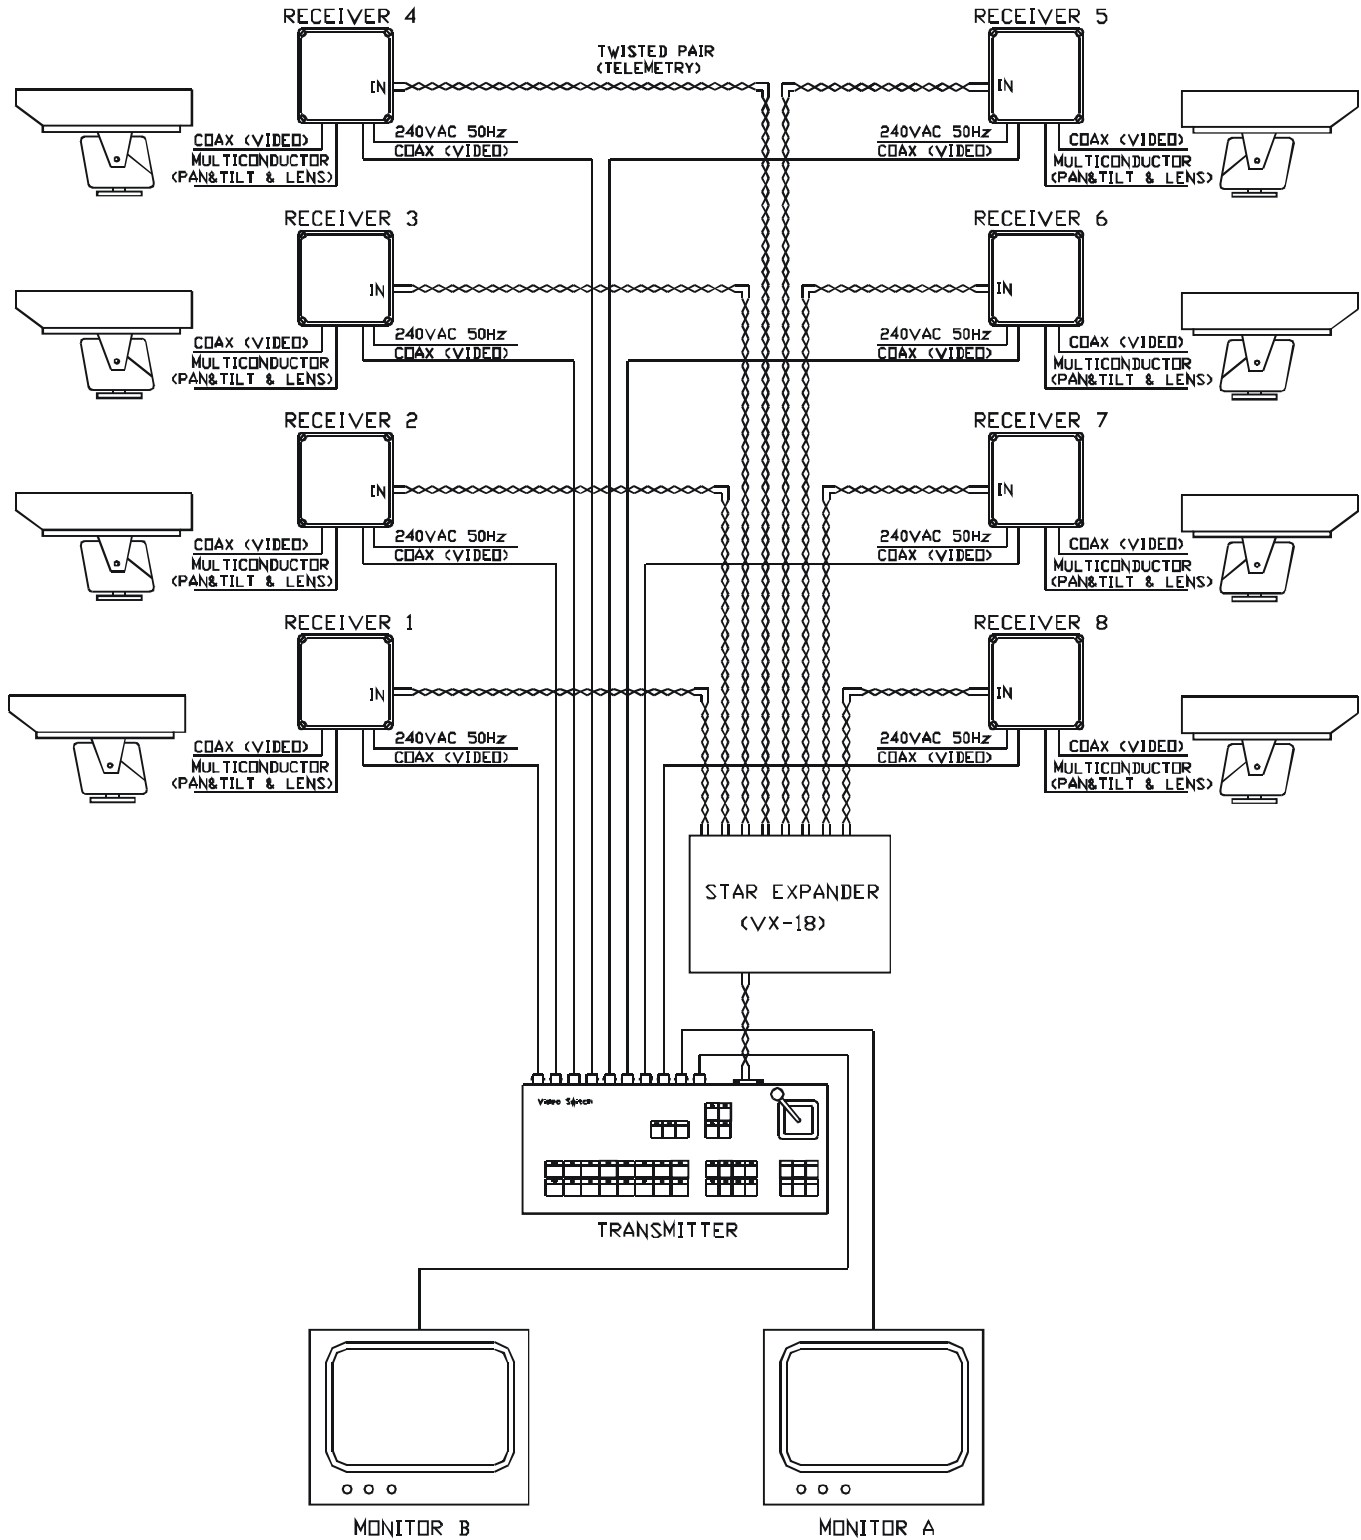 RECEIVER 4
RECEIVER 5
TWISTED PAIR
(TELEMETRY)
IN
IN
COAX (VIDEO)
MULTICONDUCTOR
(PAN&TILT & LENS)
240VAC 50Hz
COAX (VIDEO)
240VAC 50Hz
COAX (VIDEO)
COAX (VIDEO)
MULTICONDUCTOR
(PAN&TILT & LENS)
RECEIVER 3
RECEIVER 6
IN
IN
COAX (VIDEO)
MULTICONDUCTOR
(PAN&TILT & LENS)
240VAC 50Hz
COAX (VIDEO)
240VAC 50Hz
COAX (VIDEO)
COAX (VIDEO)
MULTICONDUCTOR
(PAN&TILT & LENS)
RECEIVER 2
RECEIVER 7
IN
IN
COAX (VIDEO)
MULTICONDUCTOR
(PAN&TILT & LENS)
240VAC 50Hz
COAX (VIDEO)
240VAC 50Hz
COAX (VIDEO)
COAX (VIDEO)
MULTICONDUCTOR
(PAN&TILT & LENS)
RECEIVER 1
RECEIVER 8
IN
IN
COAX (VIDEO)
MULTICONDUCTOR
(PAN&TILT & LENS)
240VAC 50Hz
COAX (VIDEO)
240VAC 50Hz
COAX (VIDEO)
COAX (VIDEO)
MULTICONDUCTOR
(PAN&TILT & LENS)
STAR EXPANDER
(VX-18)
Video Switch
TRANSMITTER
MONITOR B
MONITOR A